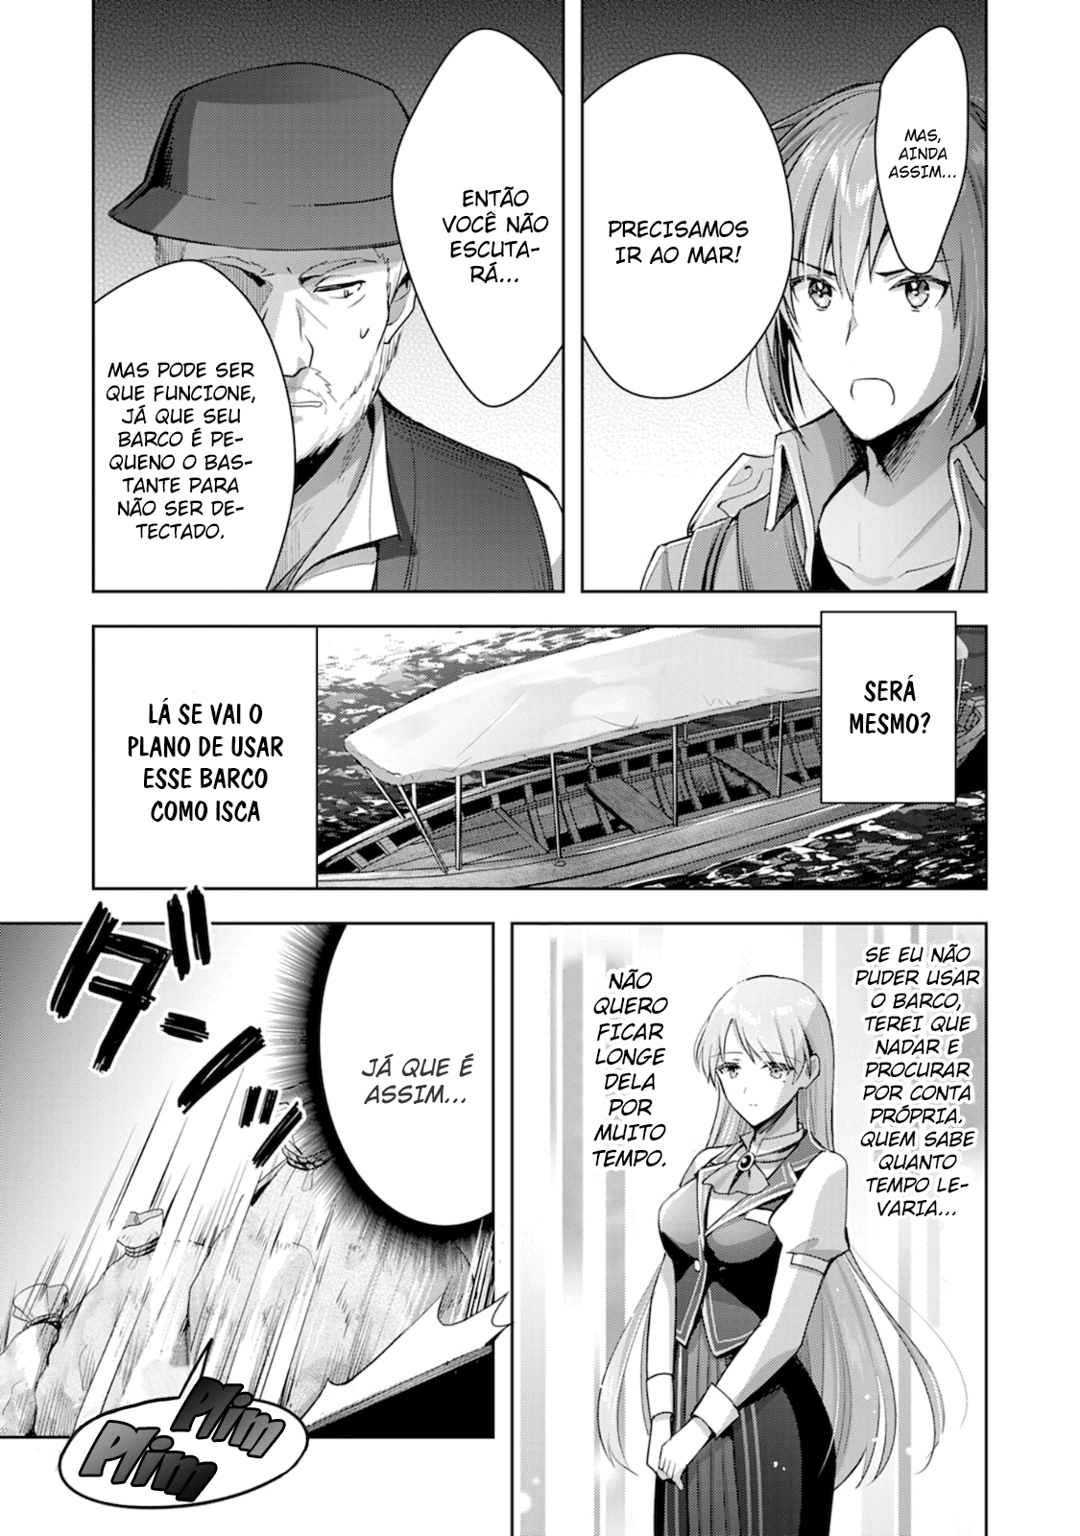 MAS,
AINDA
ASSIM...
PRECISAMOS
IR AO MAR!
ENTÃO
VOCÊ NÃO
ESCUTA-
RÁ...
MAS PODE SER
QUE FUNCIONE,
JÁ QUE SEU
BARCO É PE-
QUENO O BAS-
TANTE PARA
NÃO SER DE-
TECTADO.
SERÁ
MESMO?
LÁ SE VAI O
PLANO DE USAR
ESSE BARCO
COMO ISCA
SE EU NÃO
PUDER USAR
O BARCO,
TEREI QUE
NADAR E
PROCURAR
POR CONTA
PRÓPRIA.
QUEM SABE
QUANTO
TEMPO LE-
VARIA...
NÃO
QUERO
FICAR
LONGE
DELA
POR
MUITO
TEMPO.
JÁ QUE É
ASSIM...
ダバーー
Plim
Plim